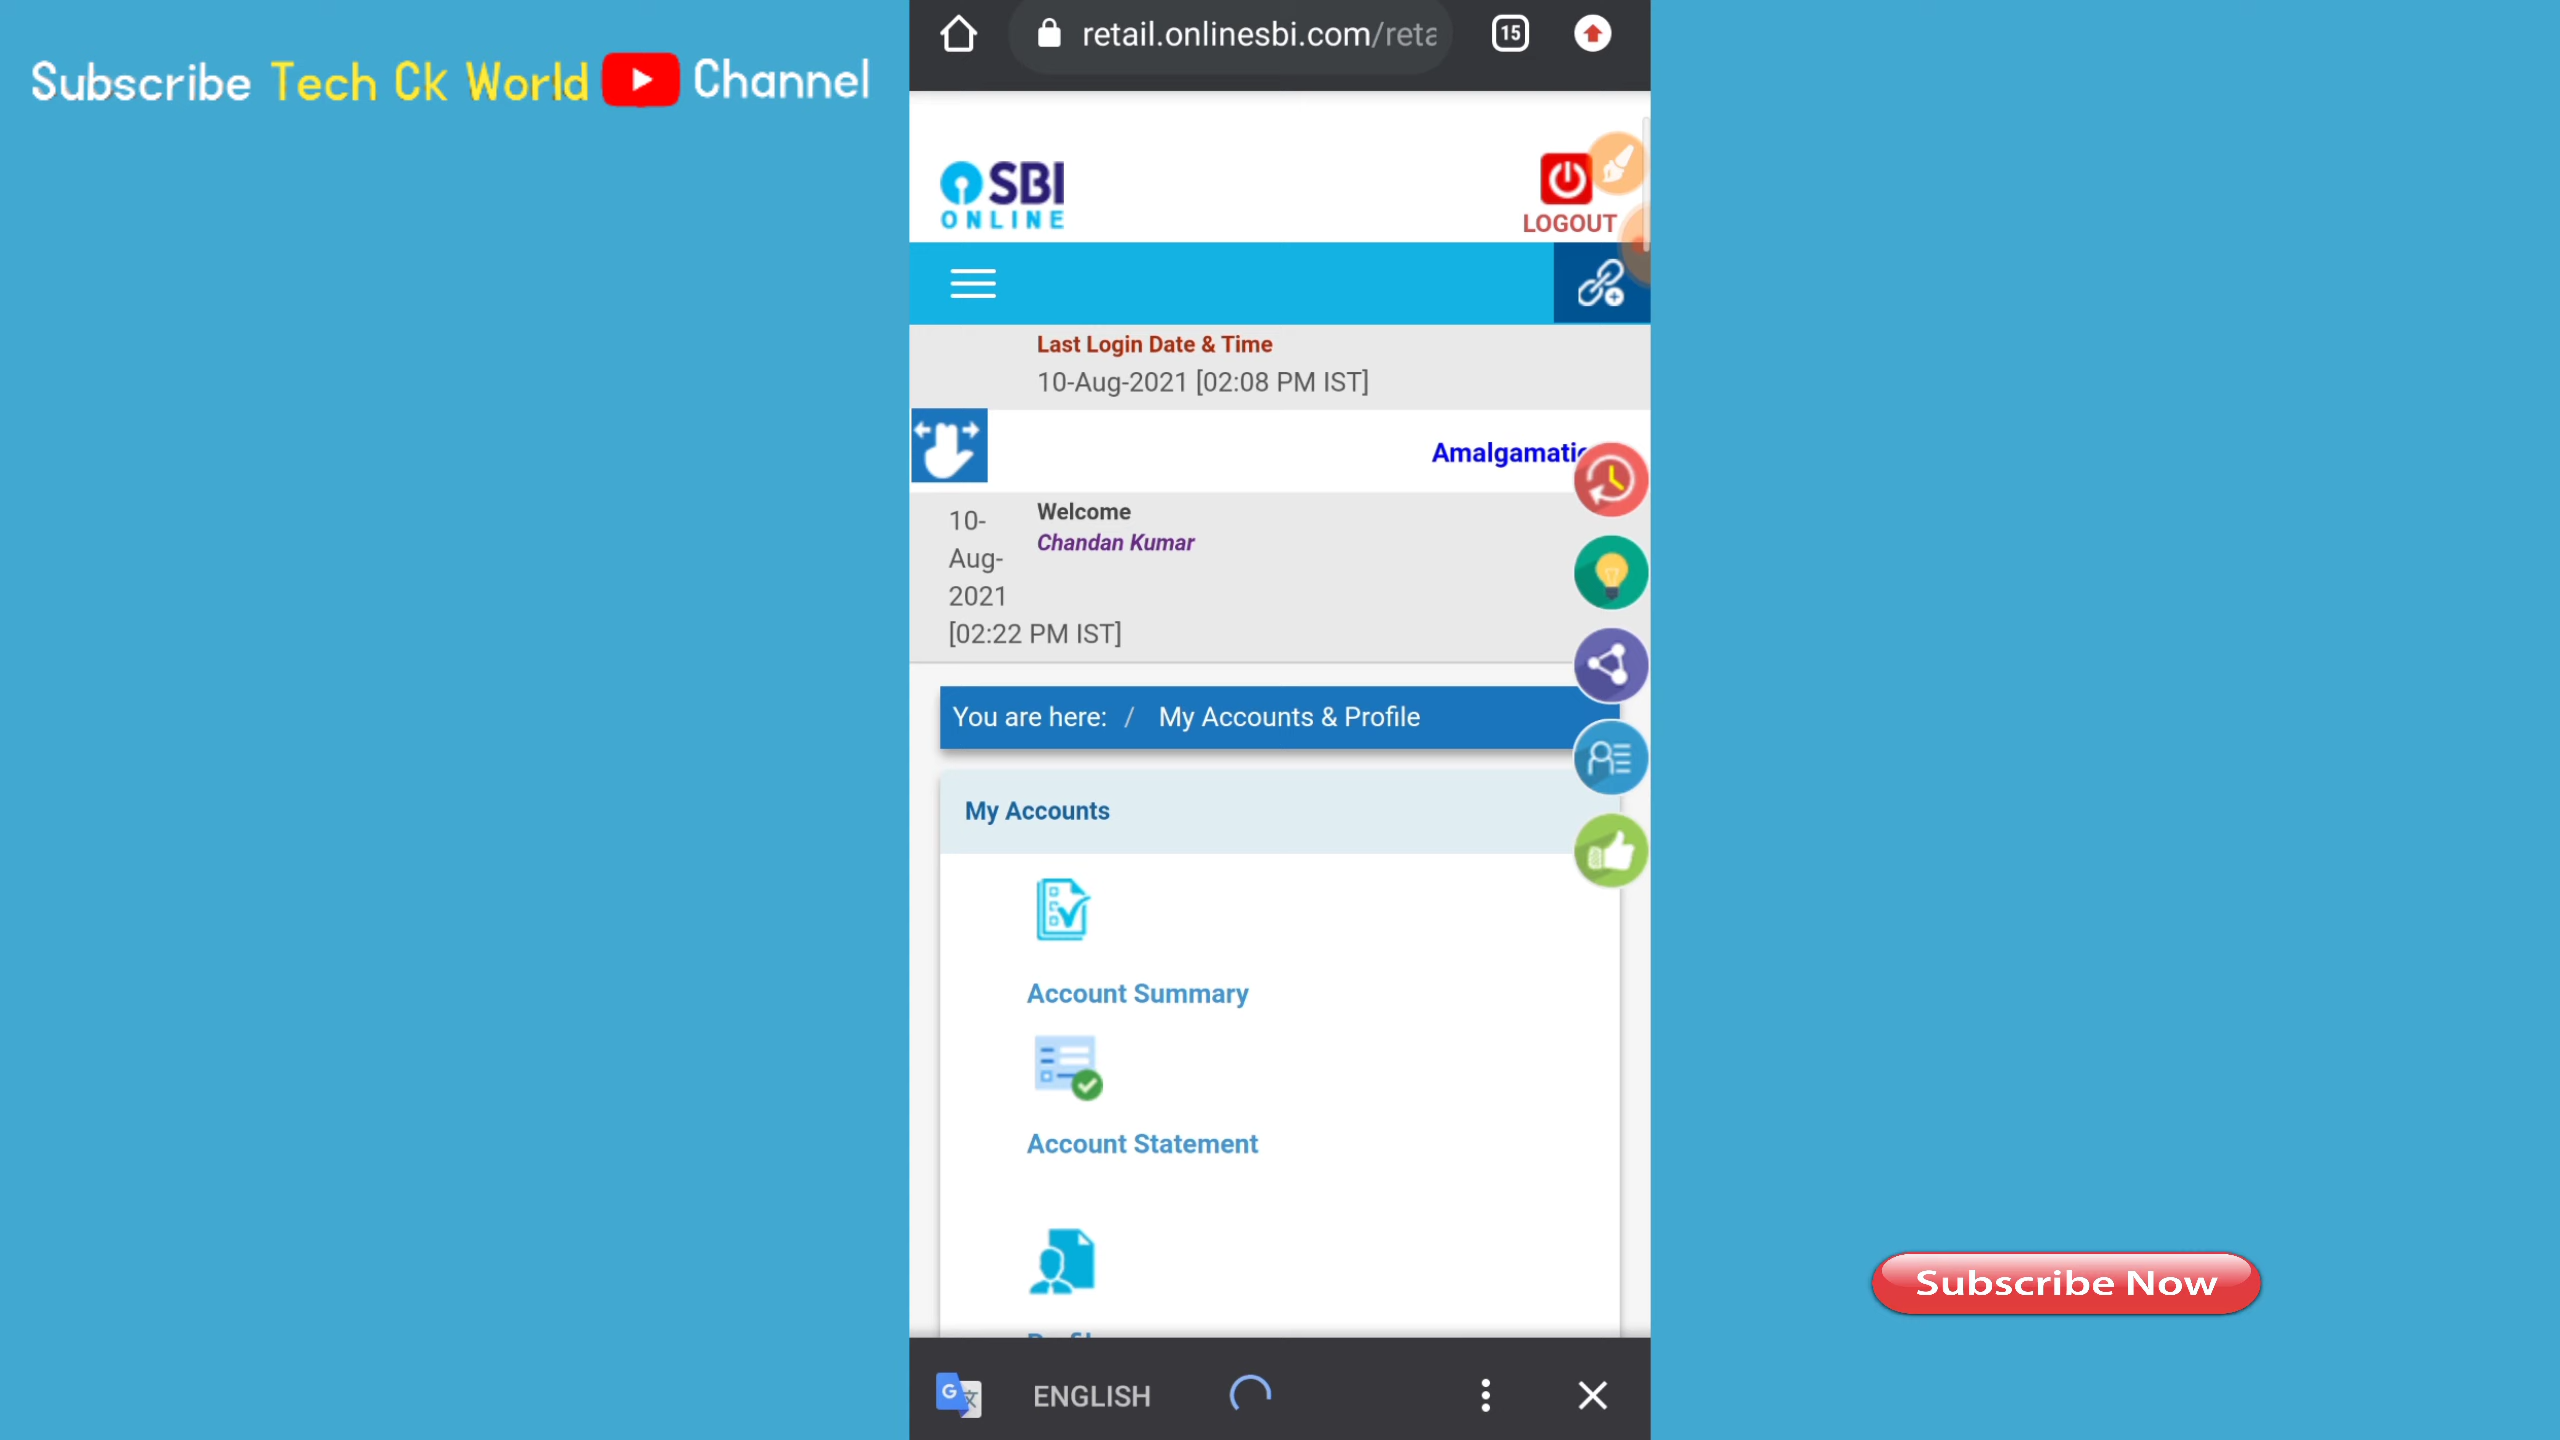 Subscribe Tech Ck World Channel
retail.onlinesbi.com/reta
15
SBI
ONLINE
LOGOUT
Last Login Date & Time
10-Aug-2021 [02:08 PM IST]
Amalgamatic
10-
Aug-
2021
[02:22 PM IST]
Welcome
Chandan Kumar
You are here: / My Accounts & Profile
My Accounts
Account Summary
Account Statement
Subscribe Now
G
文
ENGLISH